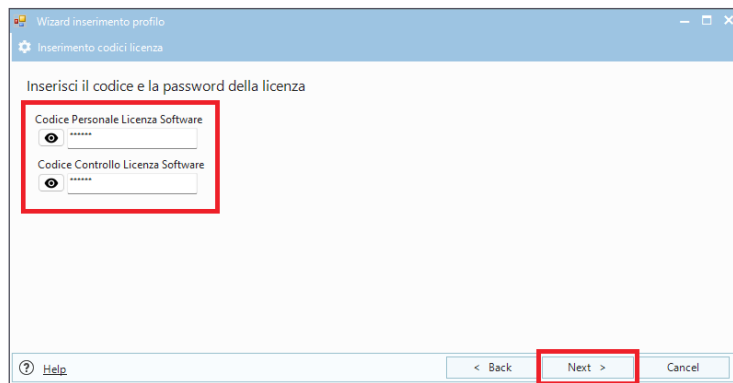 Wizard inserimento profilo
Inserimento codici licenza
Inserisci il codice e la password della licenza
Codice Personale Licenza Software
******
Codice Controllo Licenza Software
******
? Help
< Back
Next >
Cancel